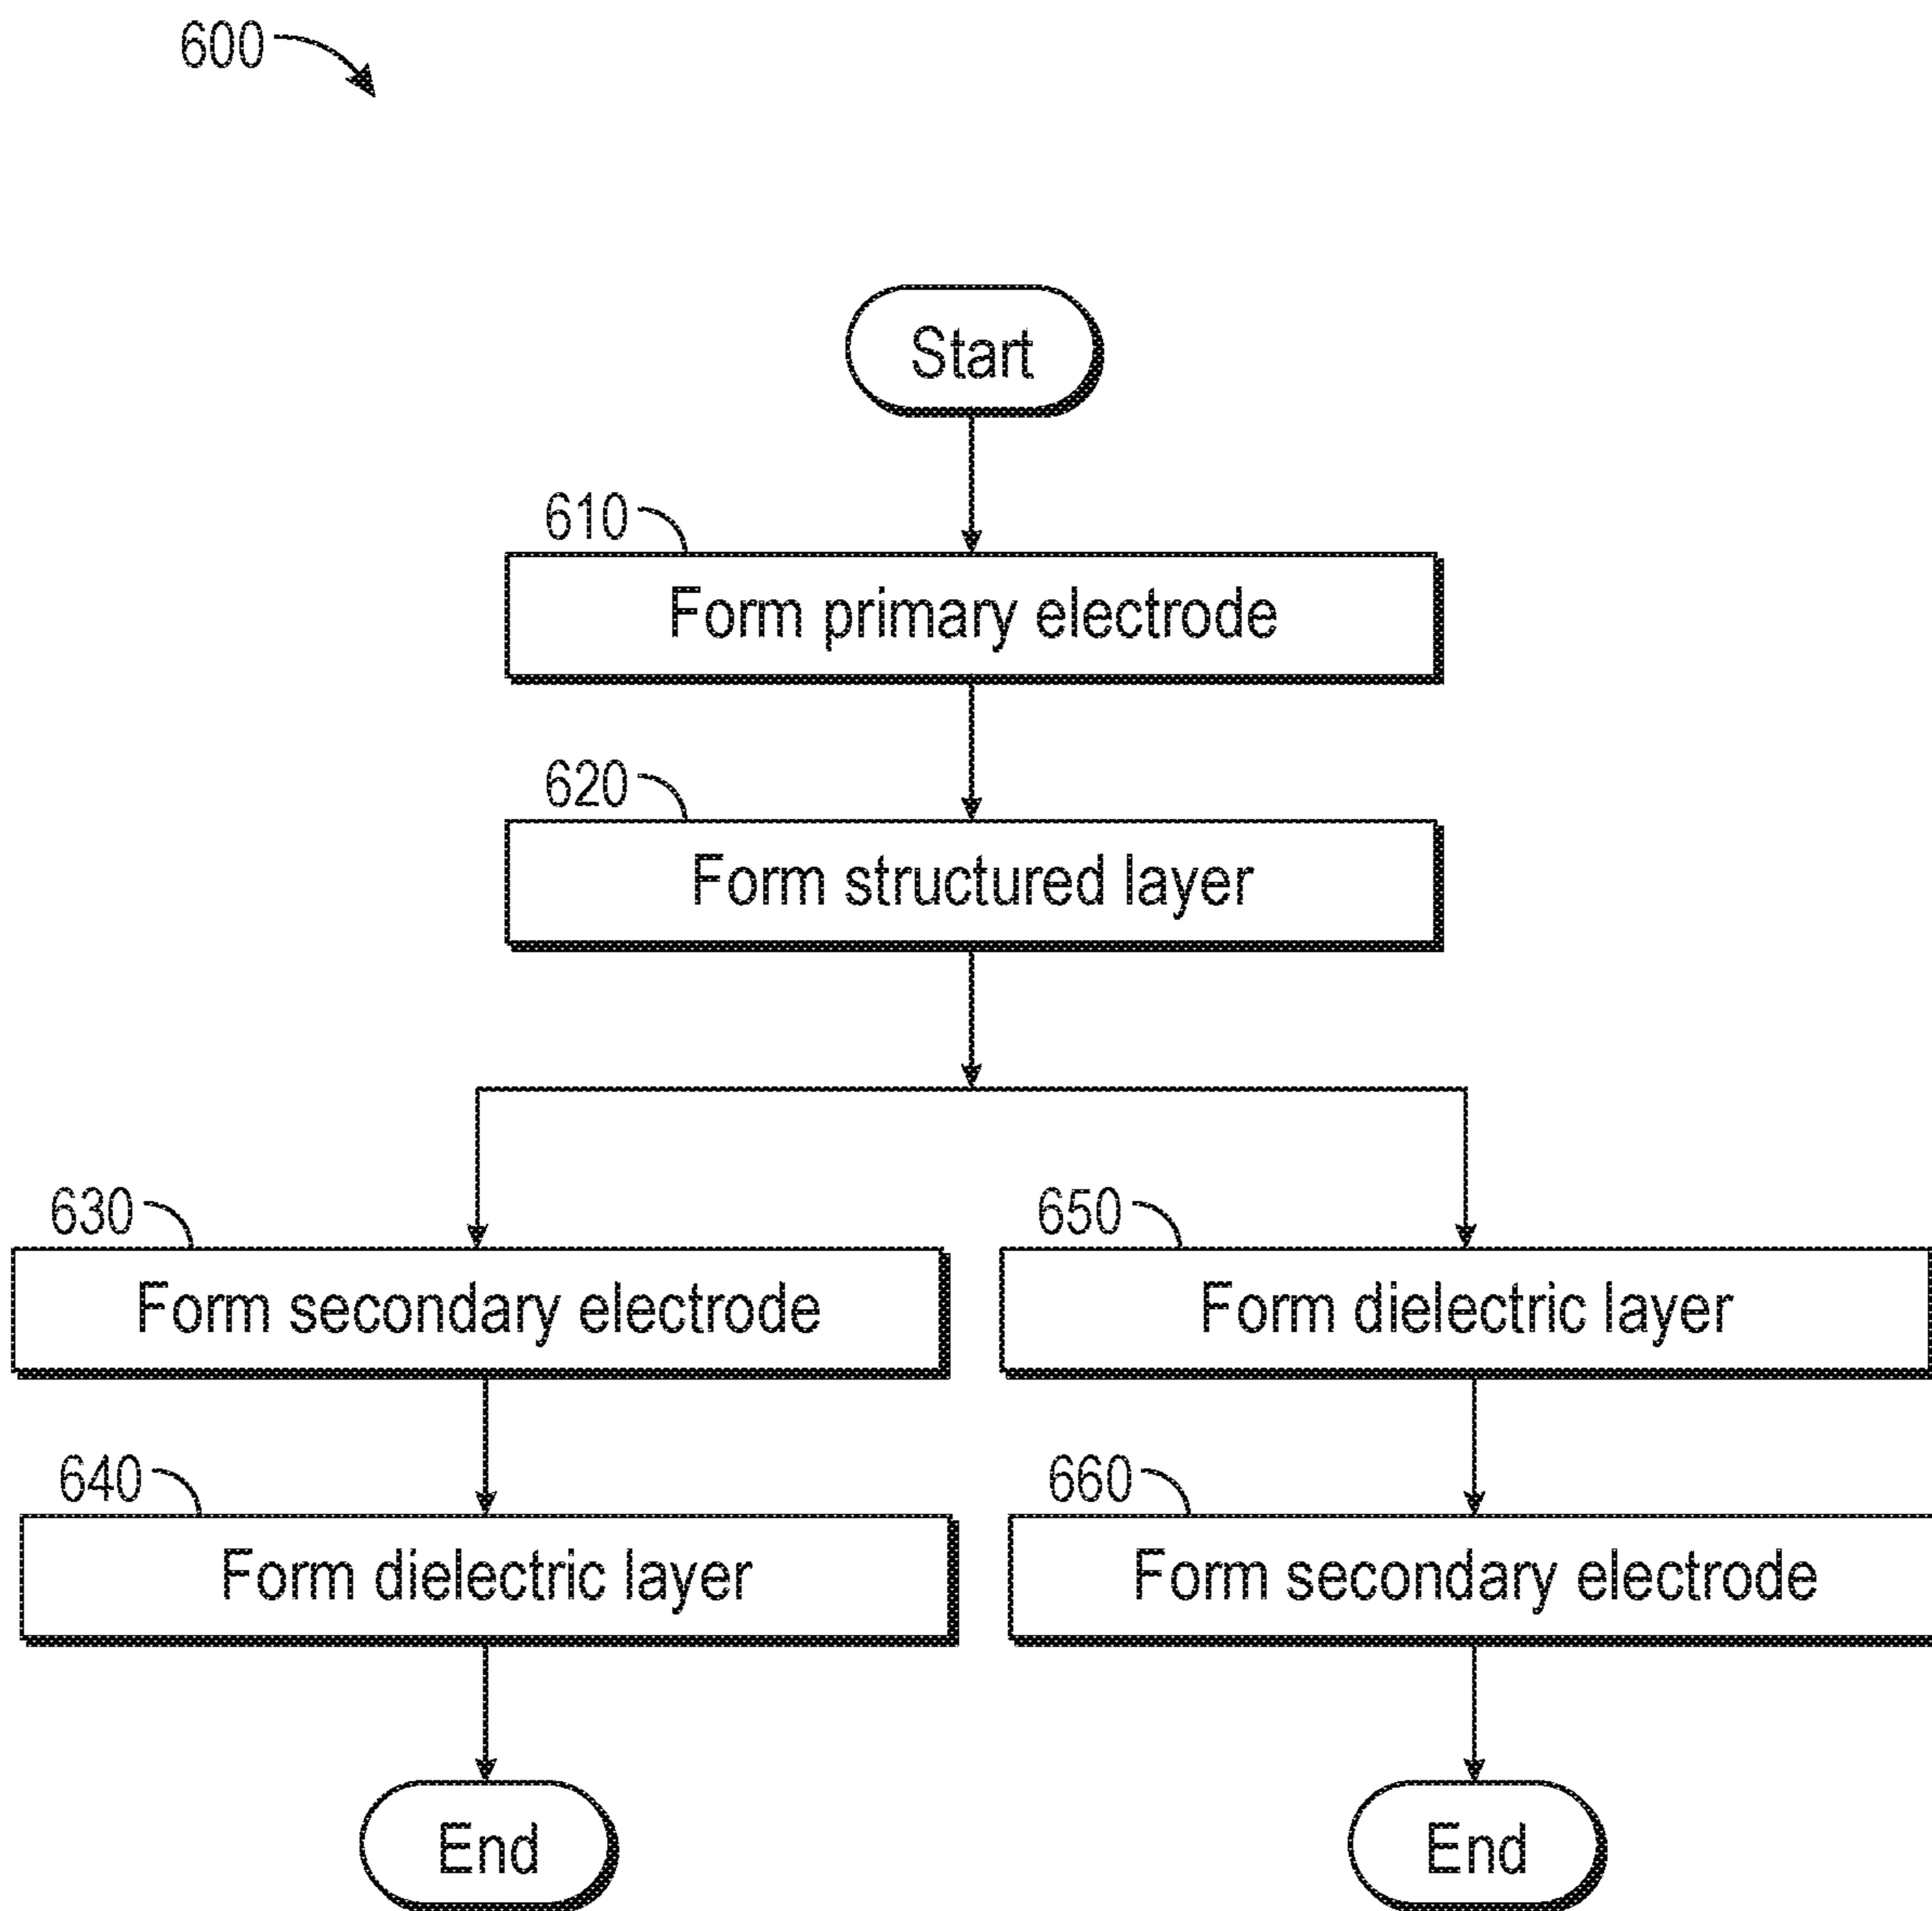 600
Start
610
Form primary electrode
620
Form structured layer
630
Form secondary electrode
650
Form dielectric layer
640
Form dielectric layer
660
Form secondary electrode
End
End